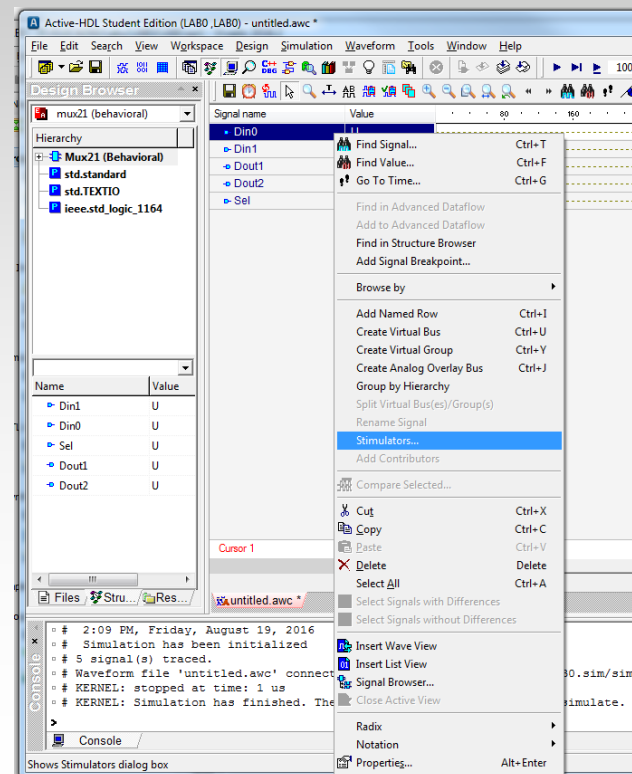 Active-HDL Student Edition (LAB0 ,LAB0) - untitled.awc *
File Edit Search View Workspace Design Simulation Waveform Tools Window Help
100
Design Browser
mux21 (behavioral)
Hierarchy
Mux21 (Behavioral)
std.standard
std.TEXTIO
ieee.std_logic_1164
Name Value
Din1 U
Din0 U
Sel U
Dout1 U
Dout2 U
Files Stru... Res...
Signal name Value 80 160
Din0 U
Din1
Dout1
Dout2
Sel
Cursor 1
untitled.awc *
Find Signal... Ctrl+T
Find Value... Ctrl+F
Go To Time... Ctrl+G
Find in Advanced Dataflow
Add to Advanced Dataflow
Find in Structure Browser
Add Signal Breakpoint...
Browse by
Add Named Row Ctrl+I
Create Virtual Bus Ctrl+U
Create Virtual Group Ctrl+Y
Create Analog Overlay Bus Ctrl+J
Group by Hierarchy
Split Virtual Bus(es)/Group(s)
Rename Signal
Stimulators...
Add Contributors
Compare Selected...
Cut Ctrl+X
Copy Ctrl+C
Paste Ctrl+V
Delete Delete
Select All Ctrl+A
Select Signals with Differences
Select Signals without Differences
Insert Wave View
Insert List View
Signal Browser...
Close Active View
Radix
Notation
Properties... Alt+Enter
Console
# 2:09 PM, Friday, August 19, 2016
# Simulation has been initialized
# 5 signal(s) traced.
# Waveform file 'untitled.awc' connect 0.sim/sim
# KERNEL: stopped at time: 1 us
# KERNEL: Simulation has finished. The simulate.
>
Console
Shows Stimulators dialog box